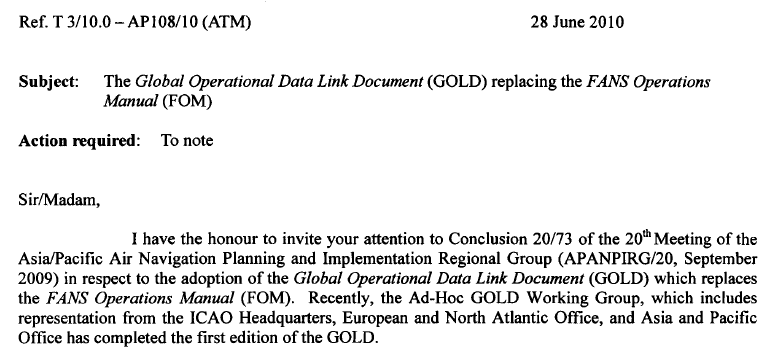 Ref. T 3/10.0 – AP108/10 (ATM) 28 June 2010
Subject: The Global Operational Data Link Document (GOLD) replacing the FANS Operations
Manual (FOM)
Action required: To note
Sir/Madam,
I have the honour to invite your attention to Conclusion 20/73 of the 20th Meeting of the
Asia/Pacific Air Navigation Planning and Implementation Regional Group (APANPIRG/20, September
2009) in respect to the adoption of the Global Operational Data Link Document (GOLD) which replaces
the FANS Operations Manual (FOM). Recently, the Ad-Hoc GOLD Working Group, which includes
representation from the ICAO Headquarters, European and North Atlantic Office, and Asia and Pacific
Office has completed the first edition of the GOLD.